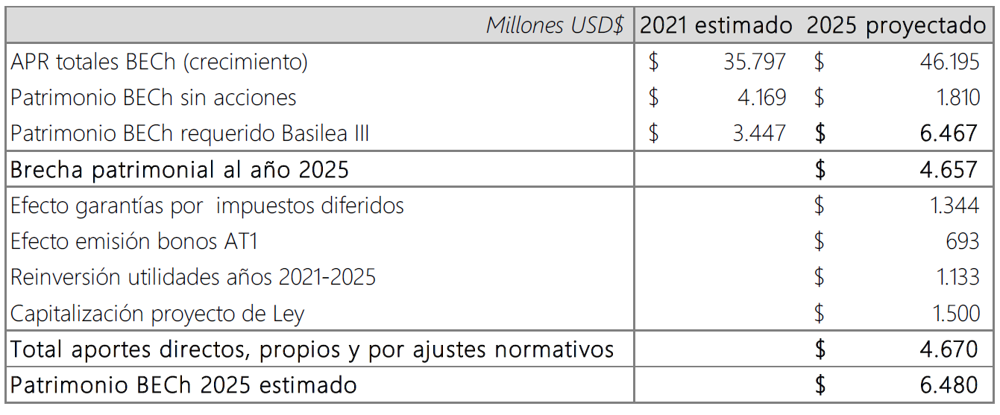 Millones USD$ 2021 estimado 2025 proyectado
APR totales BECh (crecimiento) $ 35.797 $ 46.195
Patrimonio BECh sin acciones $ 4.169 $ 1.810
Patrimonio BECh requerido Basilea III $ 3.447 $ 6.467
Brecha patrimonial al año 2025 $ 4.657
Efecto garantías por impuestos diferidos $ 1.344
Efecto emisión bonos AT1 $ 693
Reinversión utilidades años 2021-2025 $ 1.133
Capitalización proyecto de Ley $ 1.500
Total aportes directos, propios y por ajustes normativos $ 4.670
Patrimonio BECh 2025 estimado $ 6.480